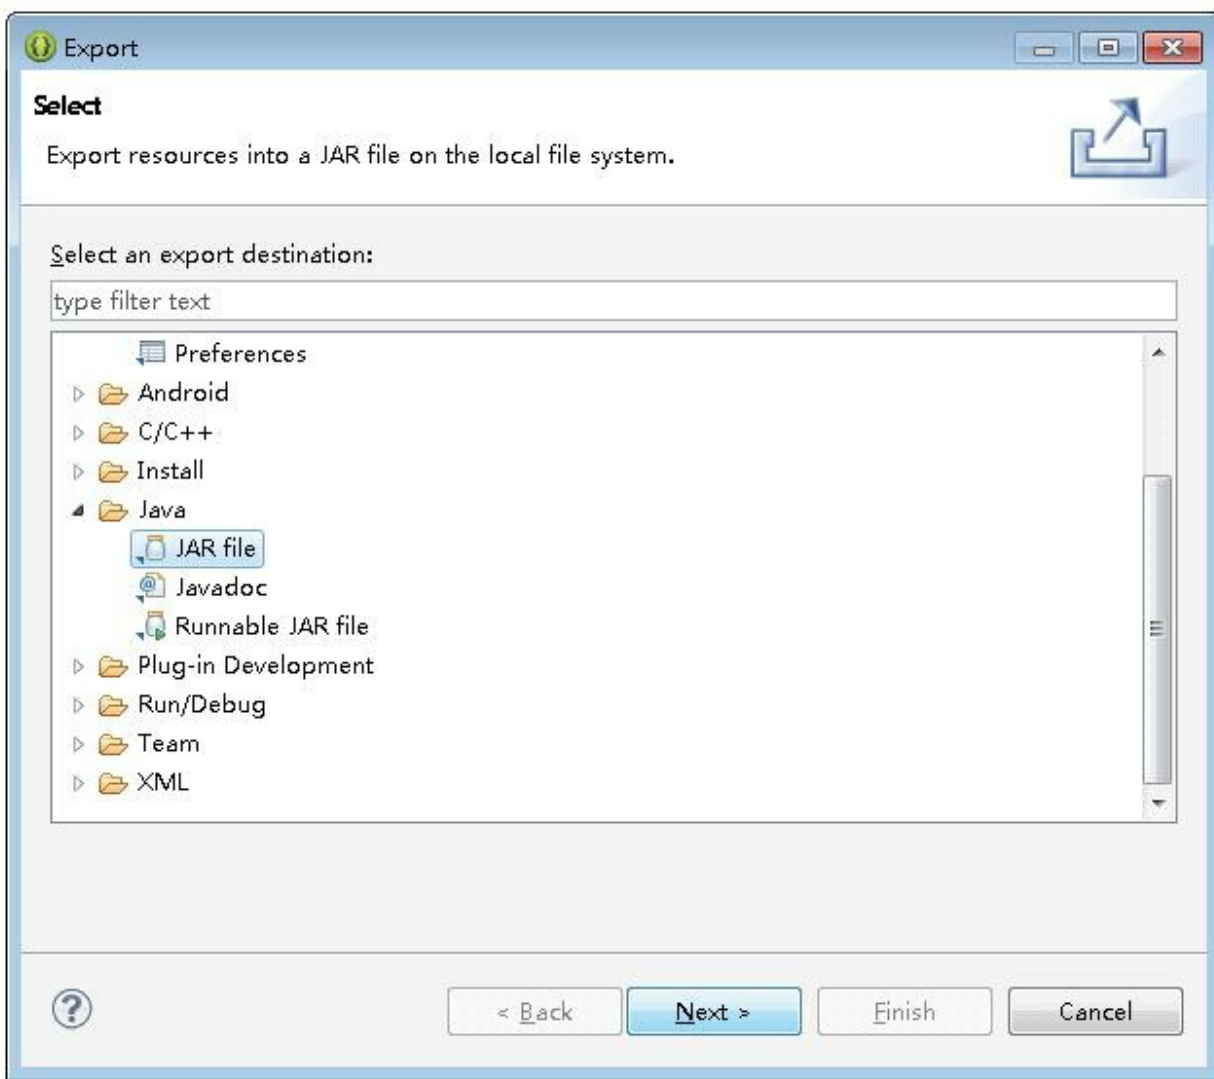 Export
Select
Export resources into a JAR file on the local file system.
Select an export destination:
type filter text
Preferences
Android
C/C++
Install
Java
JAR file
Javadoc
Runnable JAR file
Plug-in Development
Run/Debug
Team
XML
?
< Back
Next >
Finish
Cancel